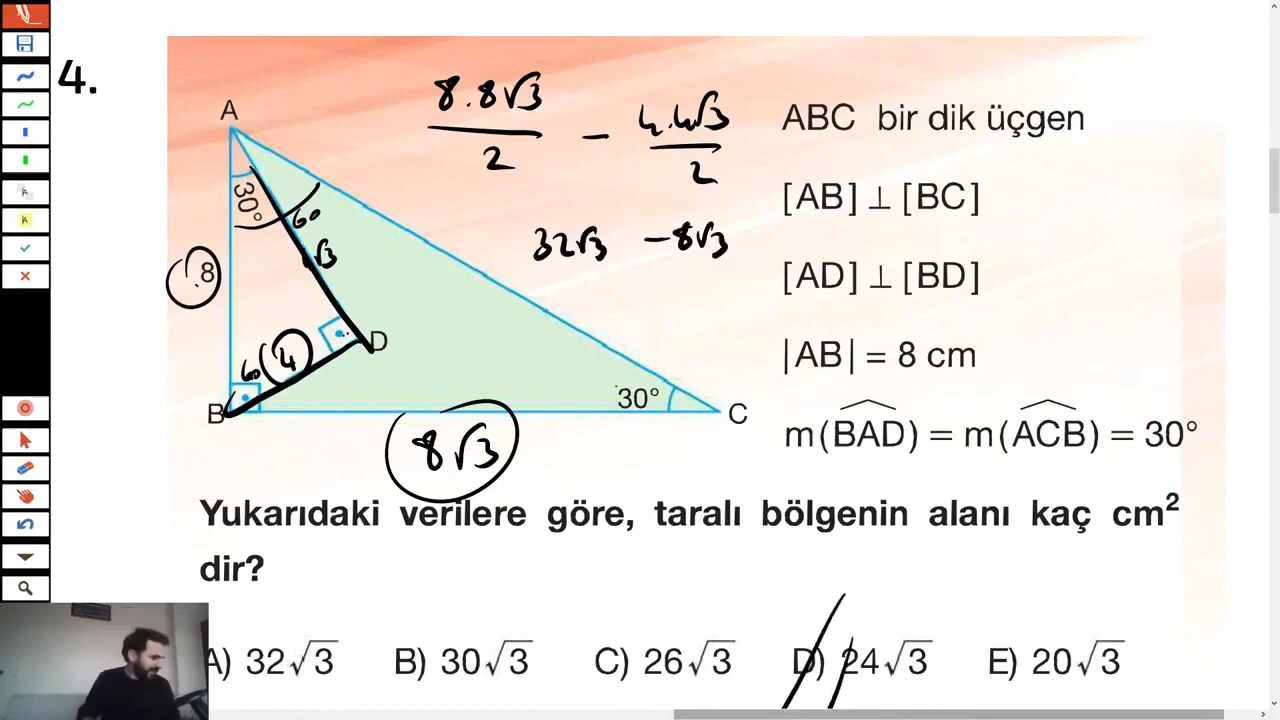 4.
A
30°
60
√3
8
60
4
D
B
30°
C
8√3
8.8√3
2
-
4.4√3
2
32√3 -8√3
ABC bir dik üçgen
[AB] ⊥ [BC]
[AD] ⊥ [BD]
|AB| = 8 cm
m(BAD) = m(ACB) = 30°
Yukarıdaki verilere göre, taralı bölgenin alanı kaç cm²
dir?
A) 32√3 B) 30√3 C) 26√3 D) 24√3 E) 20√3